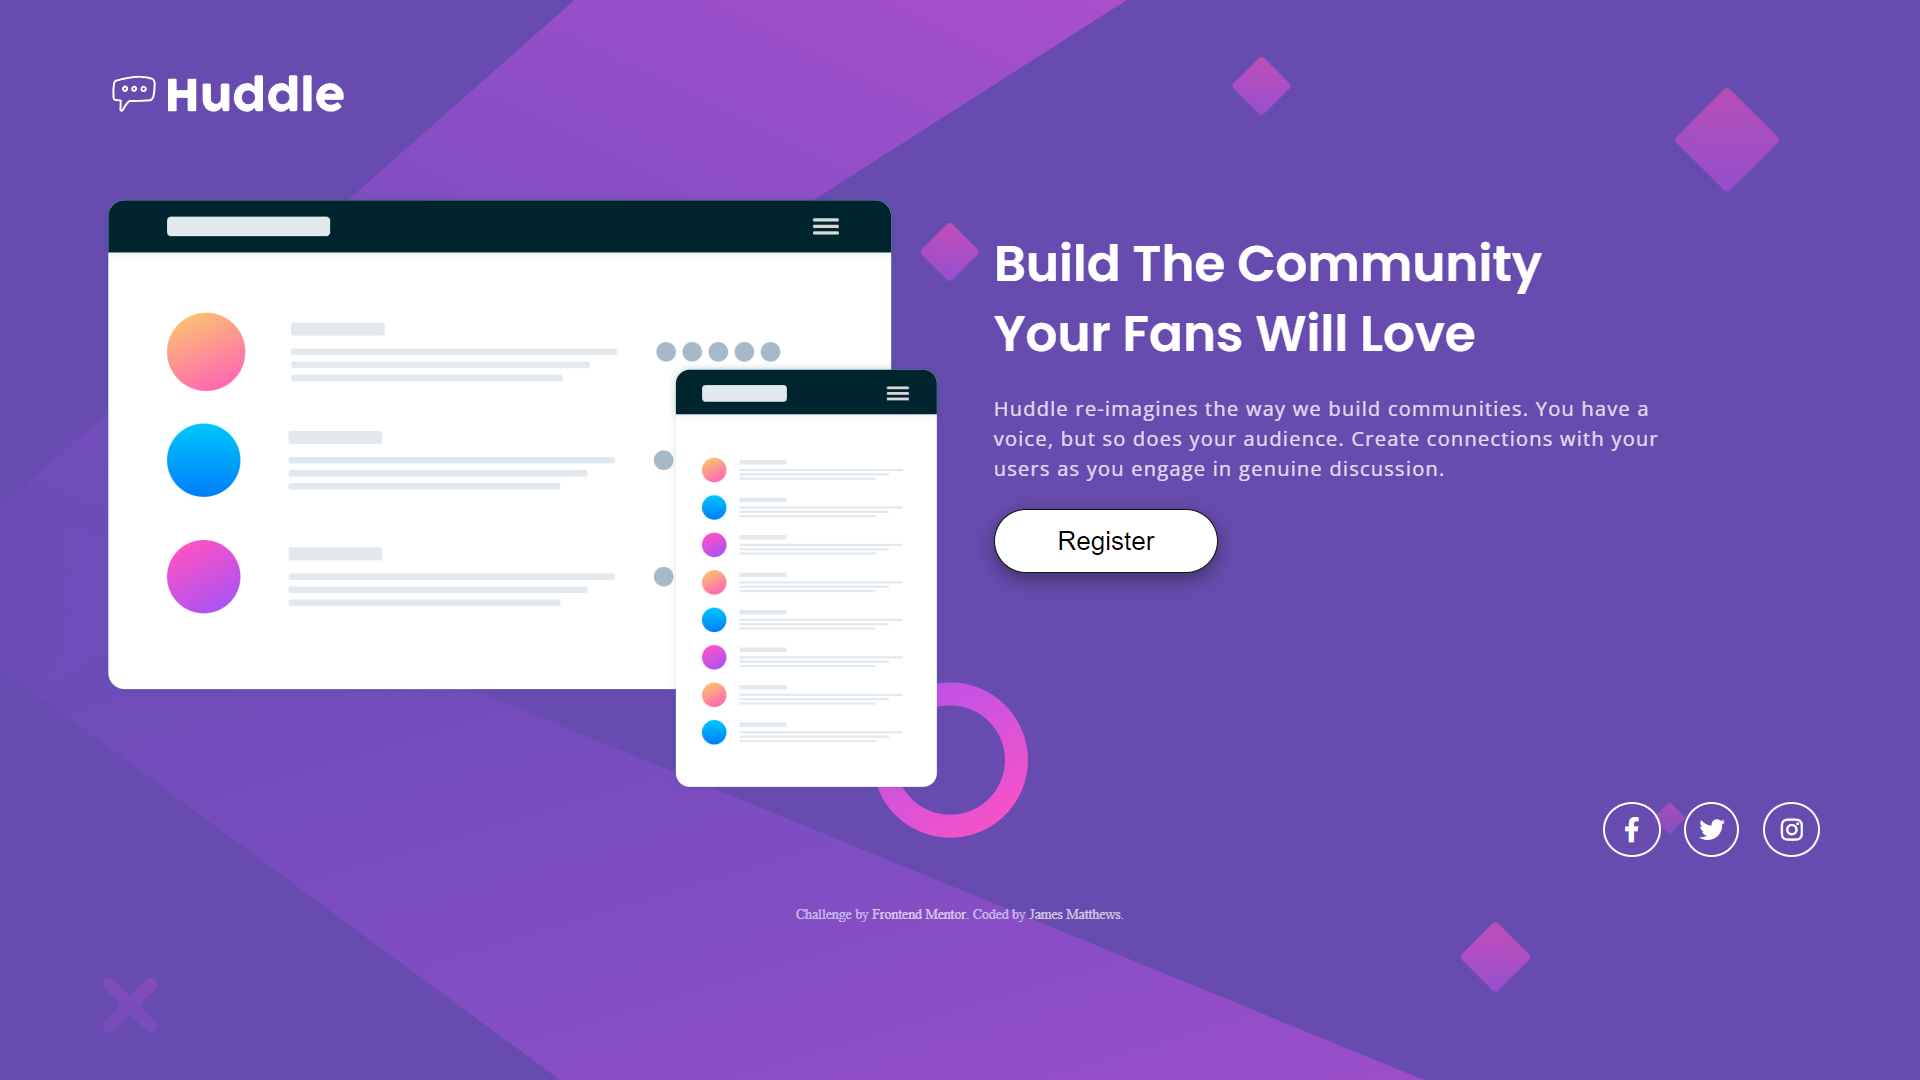 Huddle
Build The Community
Your Fans Will Love
Huddle re-imagines the way we build communities. You have a
voice, but so does your audience. Create connections with your
users as you engage in genuine discussion.
Register
Challenge by Frontend Mentor. Coded by James Matthews.